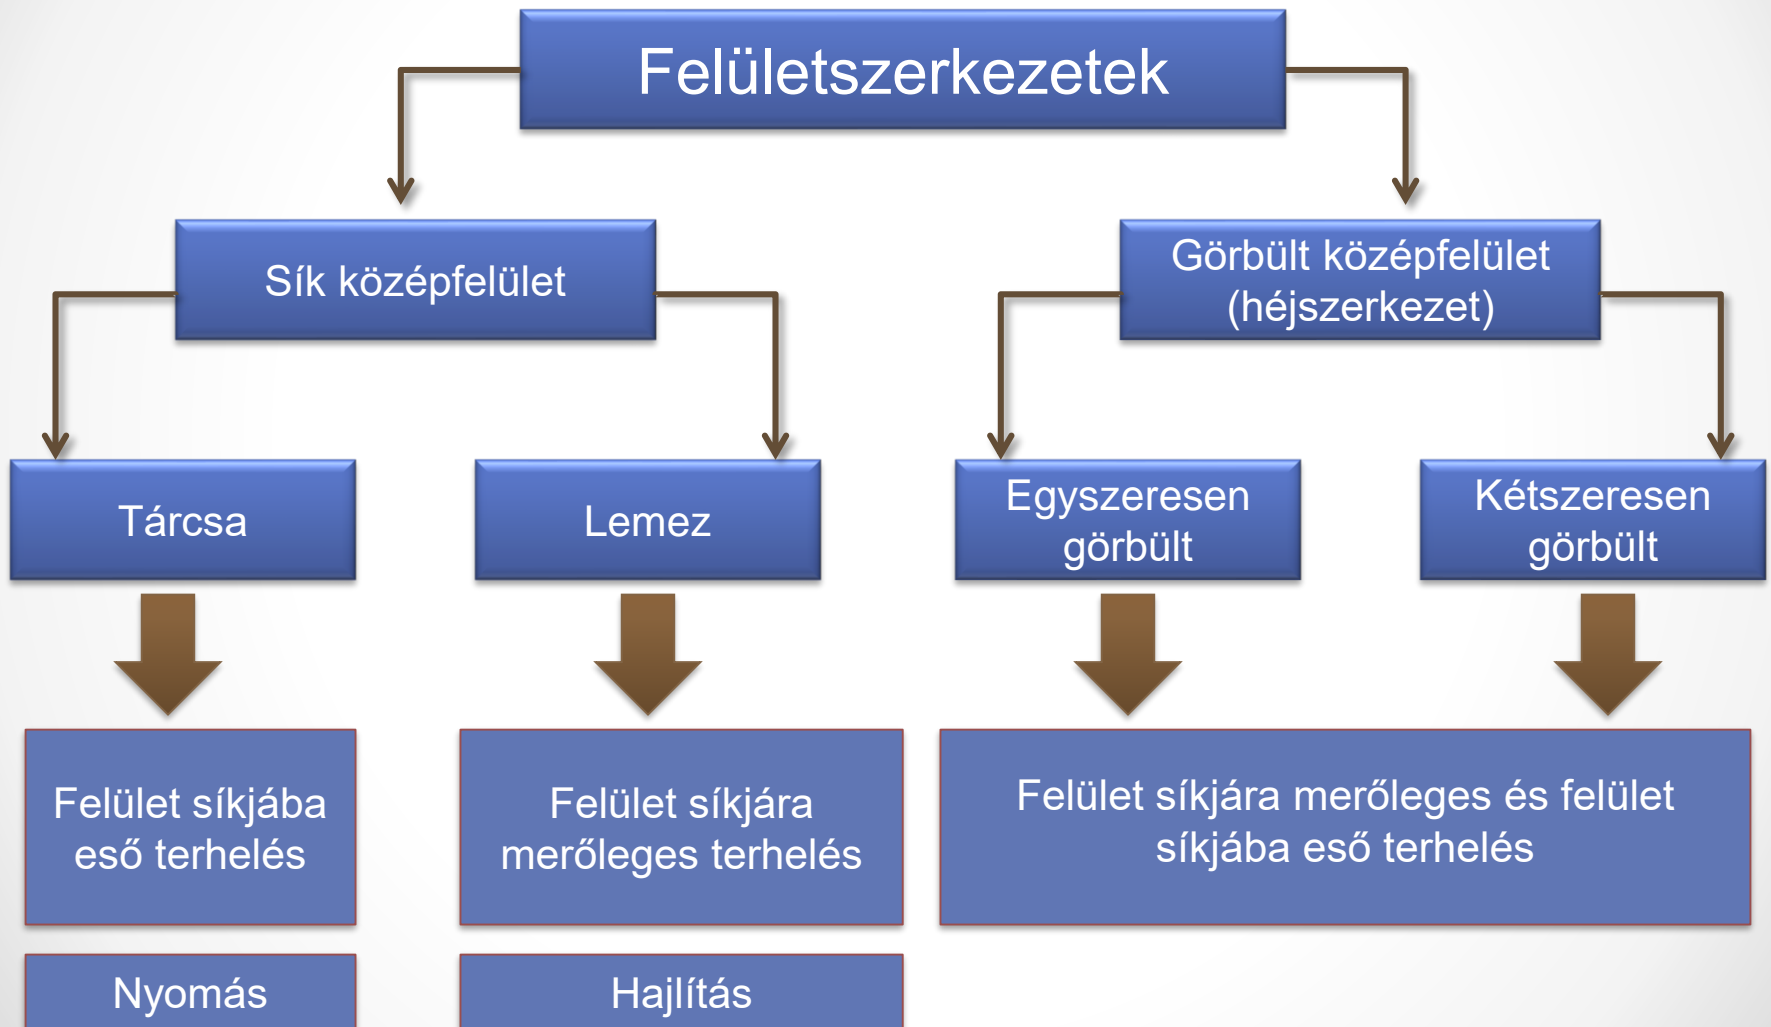 Felületszerkezetek
Sík középfelület
Görbült középfelület
(héjszerkezet)
Tárcsa
Lemez
Egyszeresen
görbült
Kétszeresen
görbült
Felület síkjába
eső terhelés
Felület síkjára
merőleges terhelés
Felület síkjára merőleges és felület
síkjába eső terhelés
Nyomás
Hajlítás